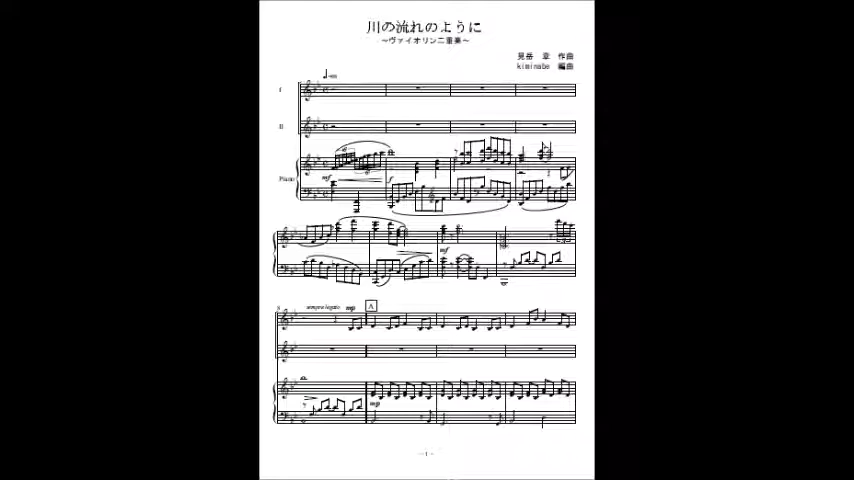 川の流れのように
～ヴァイオリン二重奏～
見岳 章 作曲
kiminabe 編曲
I
II
Piano
mf
f
mf
8
sempre legato
mp
A
mp
－1－